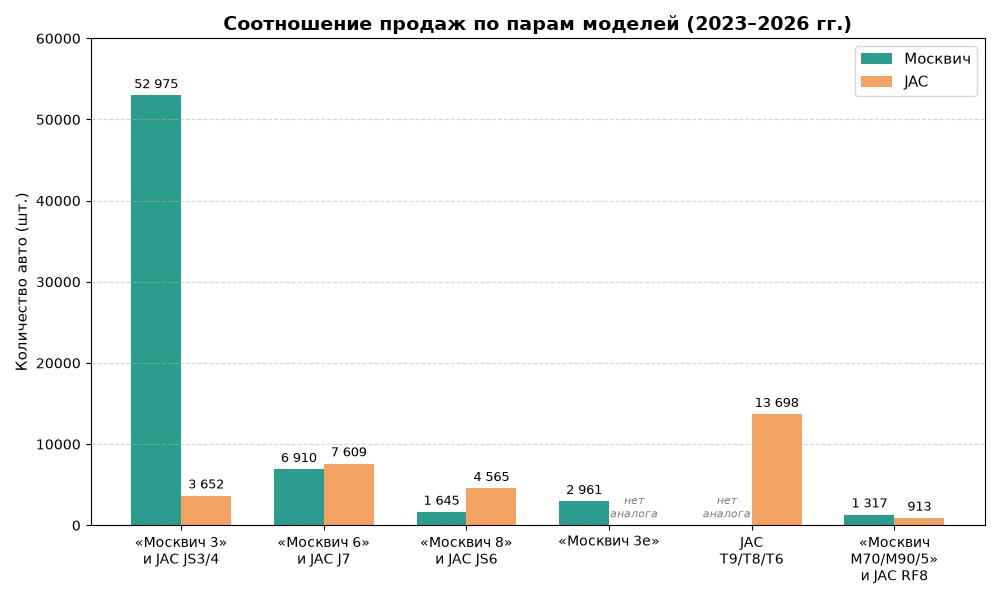 Соотношение продаж по парам моделей (2023–2026 гг.)
Москвич
JAC
Количество авто (шт.)
60000
50000
40000
30000
20000
10000
0
52 975
3 652
6 910
7 609
1 645
4 565
2 961
нет
аналога
нет
аналога
13 698
1 317
913
«Москвич 3»
и JAC JS3/4
«Москвич 6»
и JAC J7
«Москвич 8»
и JAC JS6
«Москвич 3е»
JAC
T9/T8/T6
«Москвич
М70/М90/5»
и JAC RF8